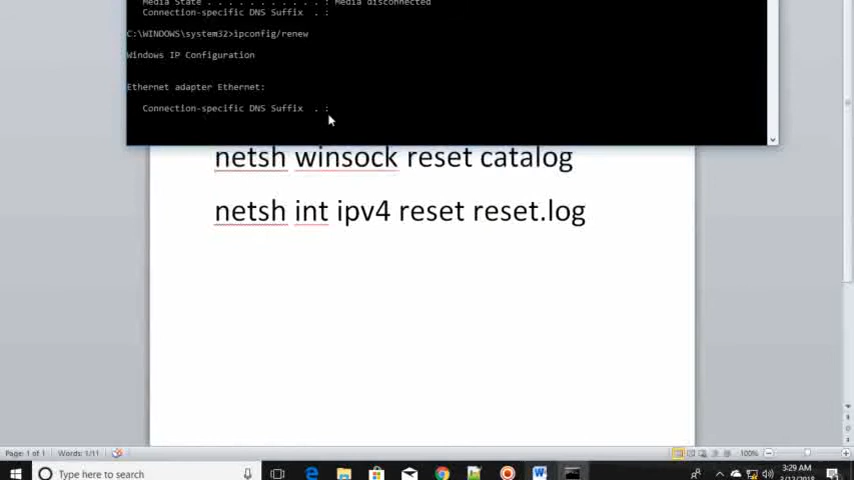 Media State . . . . . . . . . . . : Media disconnected
Connection-specific DNS Suffix  . :
C:\WINDOWS\system32>ipconfig/renew
Windows IP Configuration
Ethernet adapter Ethernet:
Connection-specific DNS Suffix  . :
netsh winsock reset catalog
netsh int ipv4 reset reset.log
Page: 1 of 1
Words: 1/11
100%
Type here to search
3:29 AM